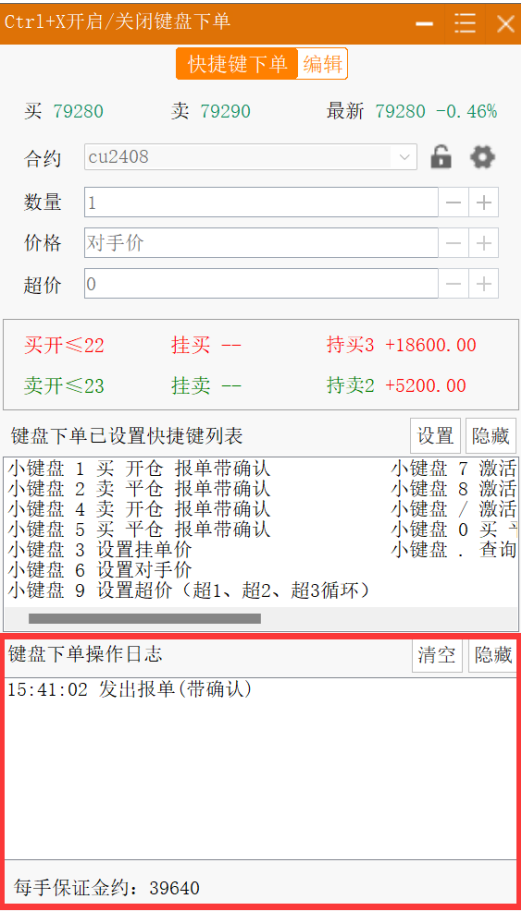 Ctrl+X开启/关闭键盘下单
快捷键下单 编辑
买 79280 卖 79290 最新 79280 -0.46%
合约 cu2408
数量 1
价格 对手价
超价 0
买开≤22 挂买 -- 持买3 +18600.00
卖开≤23 挂卖 -- 持卖2 +5200.00
键盘下单已设置快捷键列表 设置 隐藏
小键盘 1 买 开仓 报单带确认 小键盘 7 激活
小键盘 2 卖 平仓 报单带确认 小键盘 8 激活
小键盘 4 卖 开仓 报单带确认 小键盘 / 激活
小键盘 5 买 平仓 报单带确认 小键盘 0 买
小键盘 3 设置挂单价 小键盘 . 查询
小键盘 6 设置对手价
小键盘 9 设置超价（超1、超2、超3循环）
键盘下单操作日志 清空 隐藏
15:41:02 发出报单(带确认)
每手保证金约: 39640